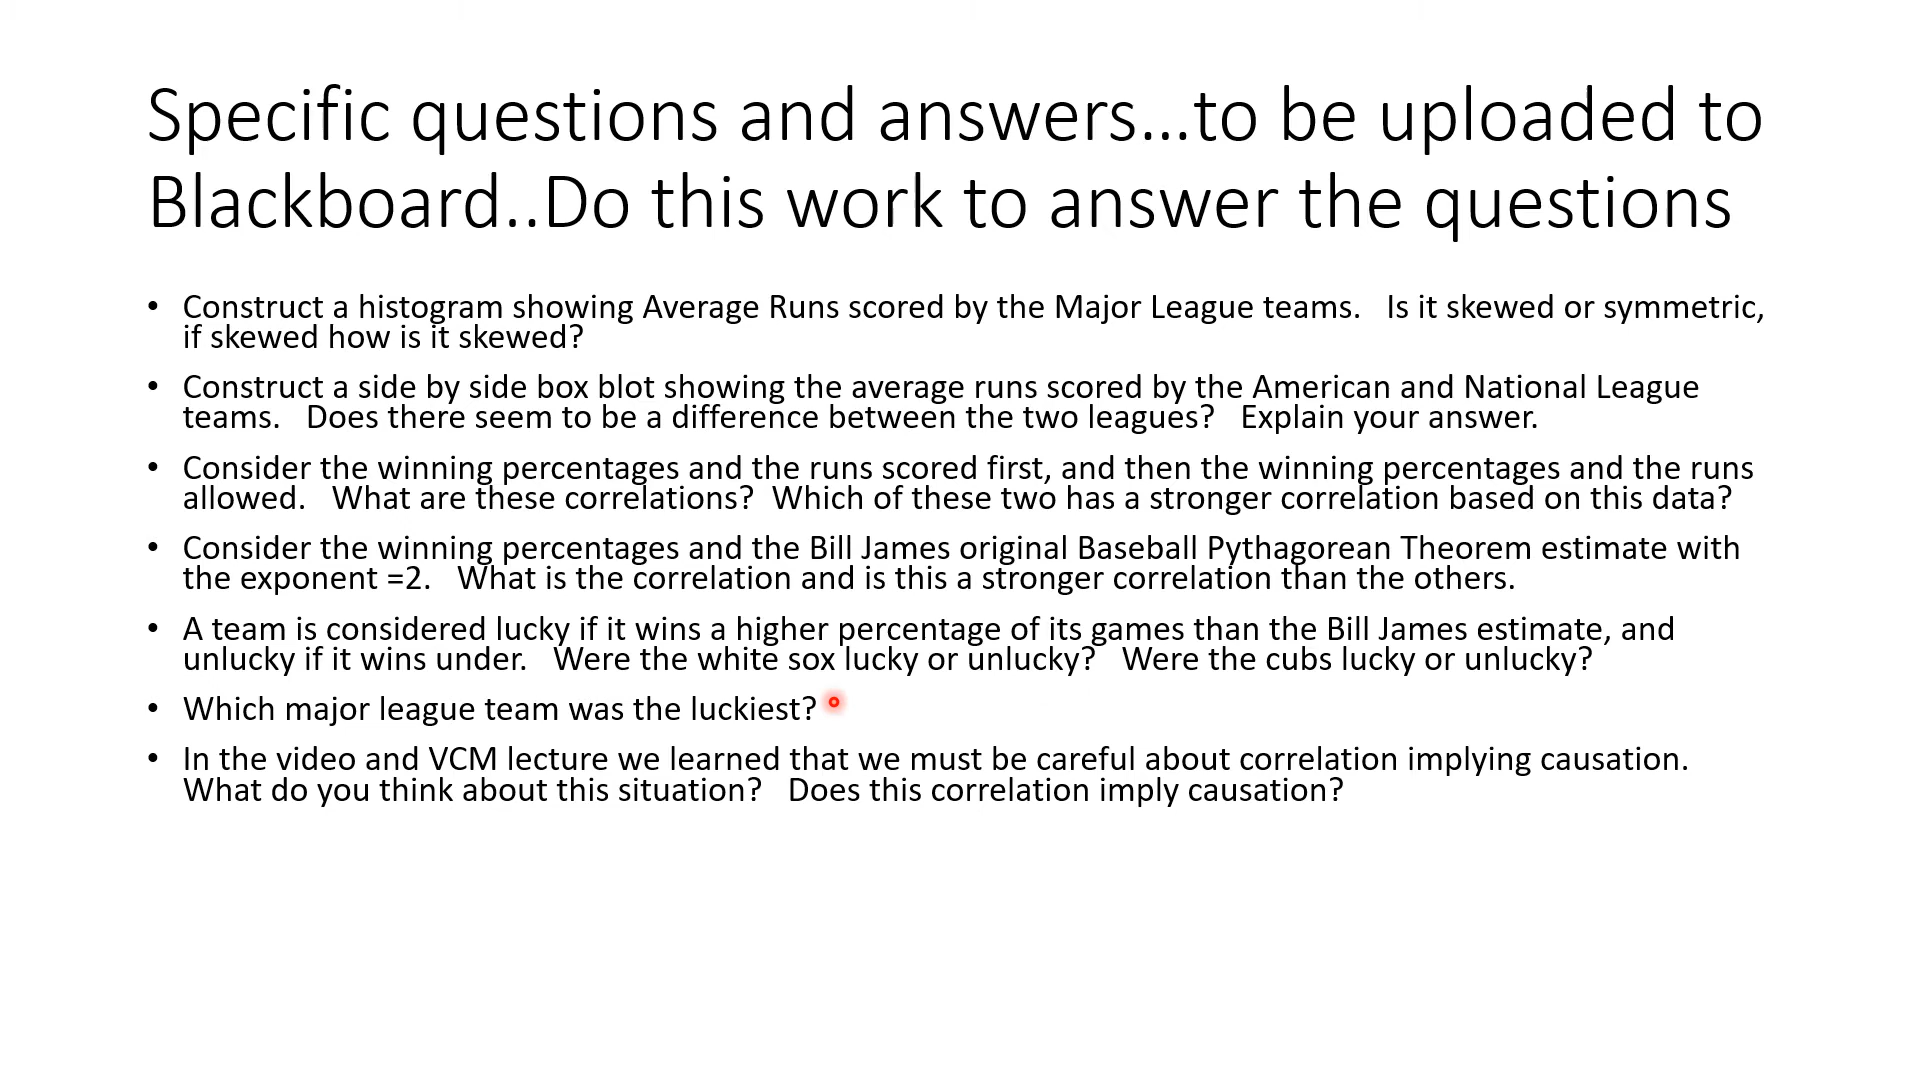 Specific questions and answers...to be uploaded to
Blackboard..Do this work to answer the questions
• Construct a histogram showing Average Runs scored by the Major League teams.   Is it skewed or symmetric,
if skewed how is it skewed?
• Construct a side by side box blot showing the average runs scored by the American and National League
teams.   Does there seem to be a difference between the two leagues?   Explain your answer.
• Consider the winning percentages and the runs scored first, and then the winning percentages and the runs
allowed.   What are these correlations?  Which of these two has a stronger correlation based on this data?
• Consider the winning percentages and the Bill James original Baseball Pythagorean Theorem estimate with
the exponent =2.   What is the correlation and is this a stronger correlation than the others.
• A team is considered lucky if it wins a higher percentage of its games than the Bill James estimate, and
unlucky if it wins under.   Were the white sox lucky or unlucky?   Were the cubs lucky or unlucky?
• Which major league team was the luckiest?
• In the video and VCM lecture we learned that we must be careful about correlation implying causation.
What do you think about this situation?   Does this correlation imply causation?